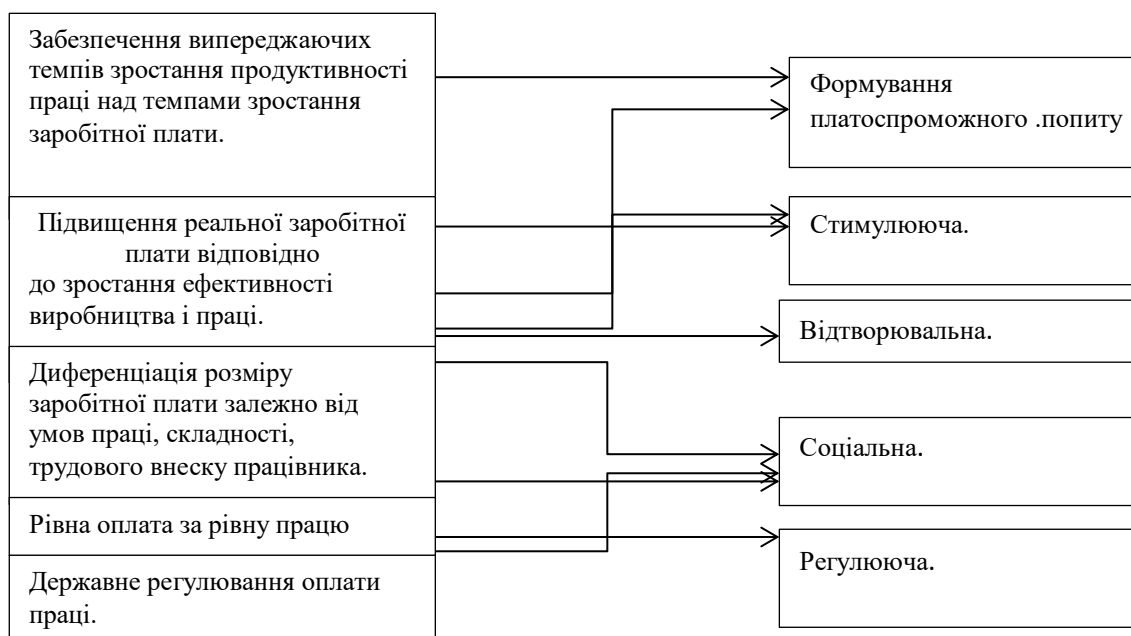 Забезпечення випереджаючих
темпів зростання продуктивності
праці над темпами зростання
заробітної плати.
Підвищення реальної заробітної
плати відповідно
до зростання ефективності
виробництва і праці.
Диференціація розміру
заробітної плати залежно від
умов праці, складності,
трудового внеску працівника.
Рівна оплата за рівну працю
Державне регулювання оплати
праці.
Формування
платоспроможного .попиту
Стимулююча.
Відтворювальна.
Соціальна.
Регулююча.